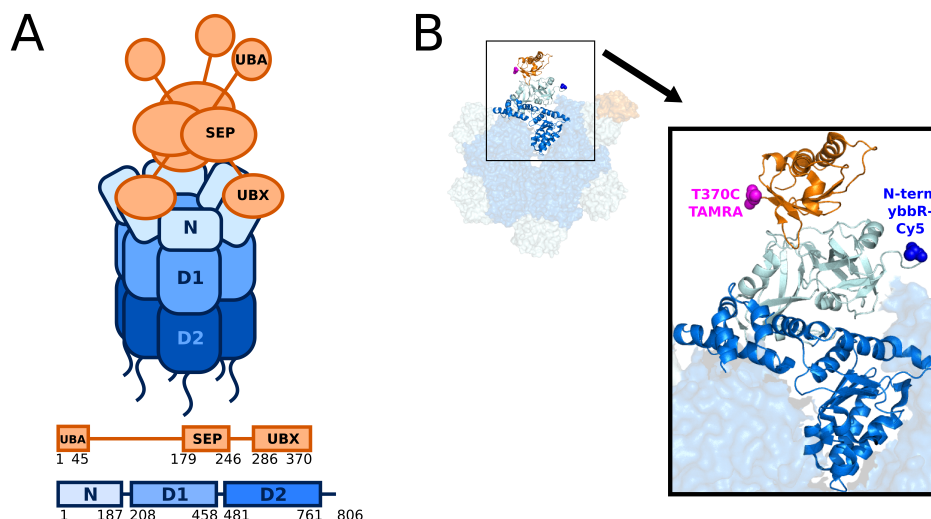 A
B
UBA
SEP
UBX
N
D1
D2
T370C
TAMRA
N-term
ybbR-
Cy5
UBA SEP UBX
1 45 179 246 286 370
N D1 D2
1 187 208 458 481 761 806